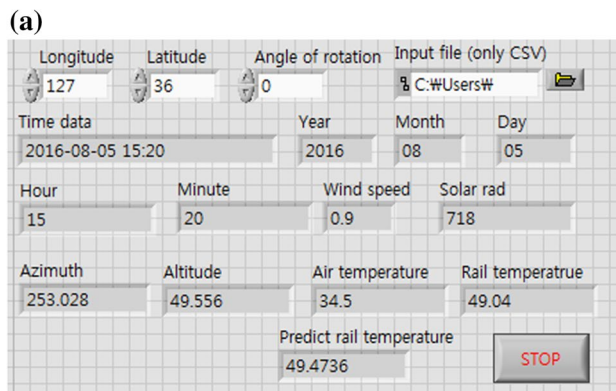 (a)
Longitude Latitude Angle of rotation Input file (only CSV)
127 36 0 C:₩Users₩
Time data Year Month Day
2016-08-05 15:20 2016 08 05
Hour Minute Wind speed Solar rad
15 20 0.9 718
Azimuth Altitude Air temperature Rail temperatrue
253.028 49.556 34.5 49.04
Predict rail temperature
49.4736
STOP